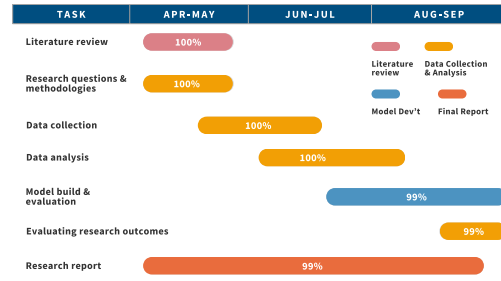 TASK APR-MAY JUN-JUL AUG-SEP
Literature review 100%
Research questions &
methodologies 100%
Literature
review
Data Collection
& Analysis
Model Dev't Final Report
Data collection 100%
Data analysis 100%
Model build &
evaluation 99%
Evaluating research outcomes 99%
Research report 99%